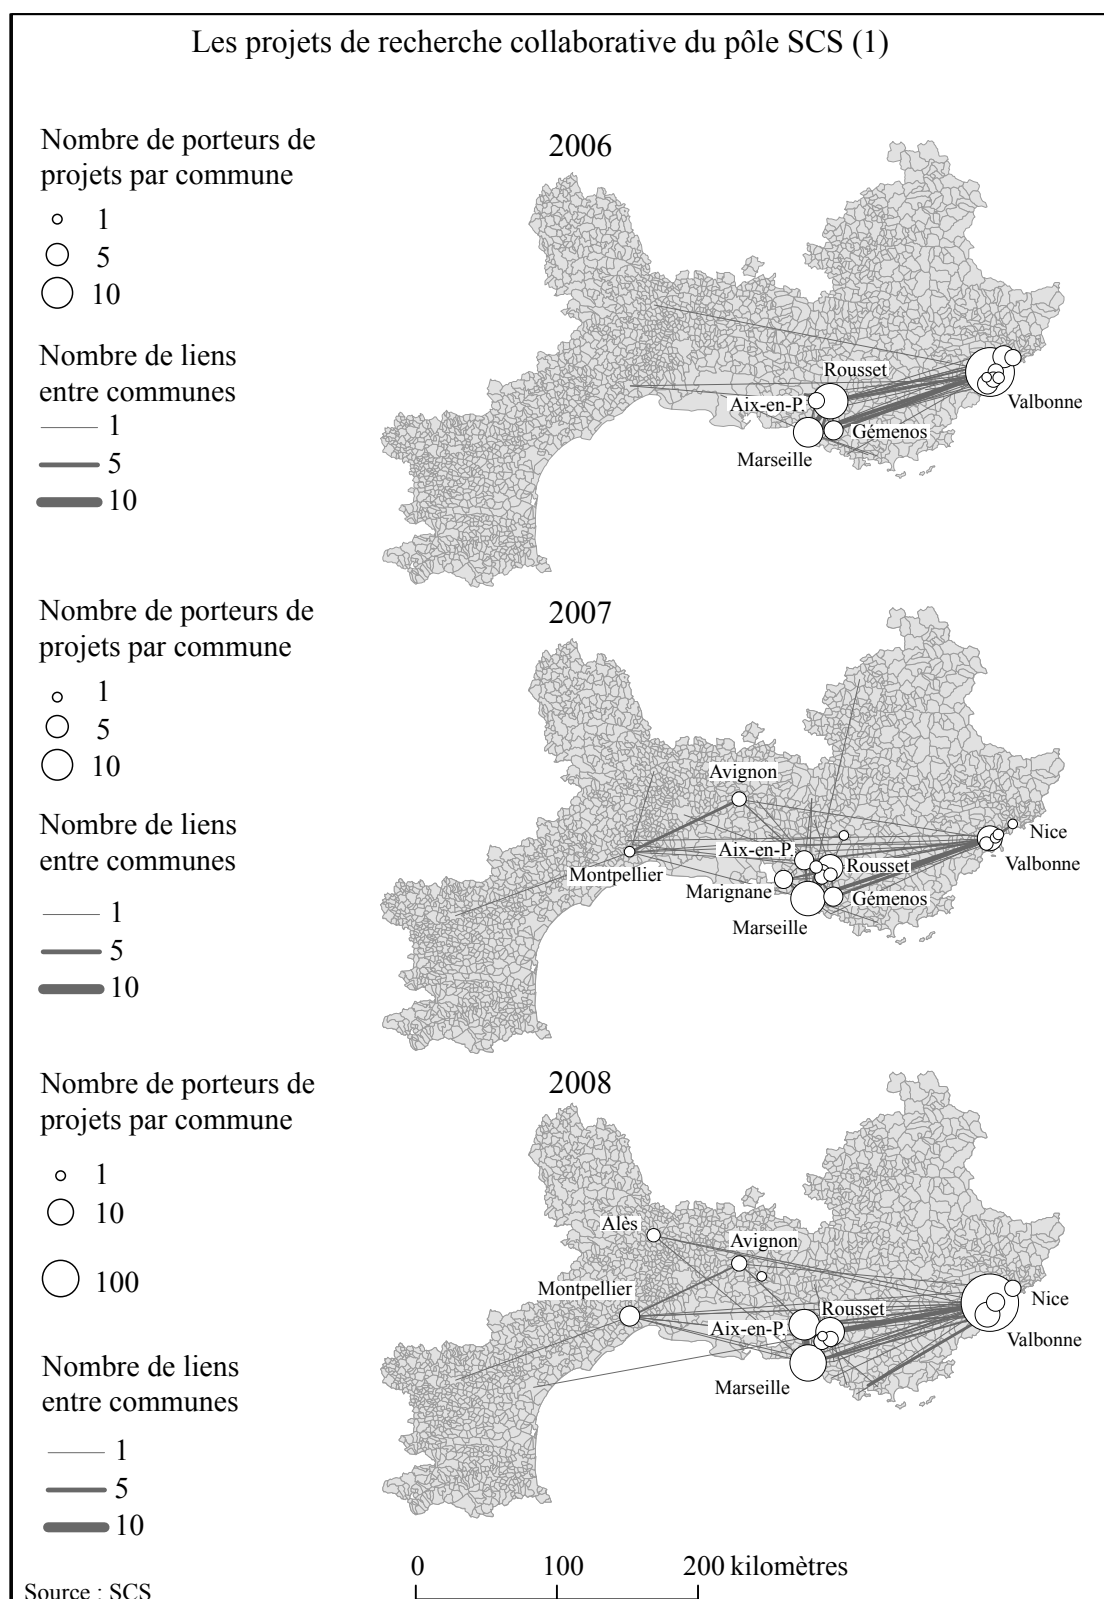 Les projets de recherche collaborative du pôle SCS (1)
Nombre de porteurs de
projets par commune
1
5
10
Nombre de liens
entre communes
1
5
10
2006
Rousset
Aix-en-P.
Valbonne
Gémenos
Marseille
Nombre de porteurs de
projets par commune
1
5
10
Nombre de liens
entre communes
1
5
10
2007
Avignon
Nice
Aix-en-P.
Valbonne
Rousset
Montpellier
Marignane
Gémenos
Marseille
Nombre de porteurs de
projets par commune
1
10
100
Nombre de liens
entre communes
1
5
10
2008
Alès
Avignon
Montpellier
Nice
Rousset
Aix-en-P.
Valbonne
Marseille
0 100 200 kilomètres
Source : SCS